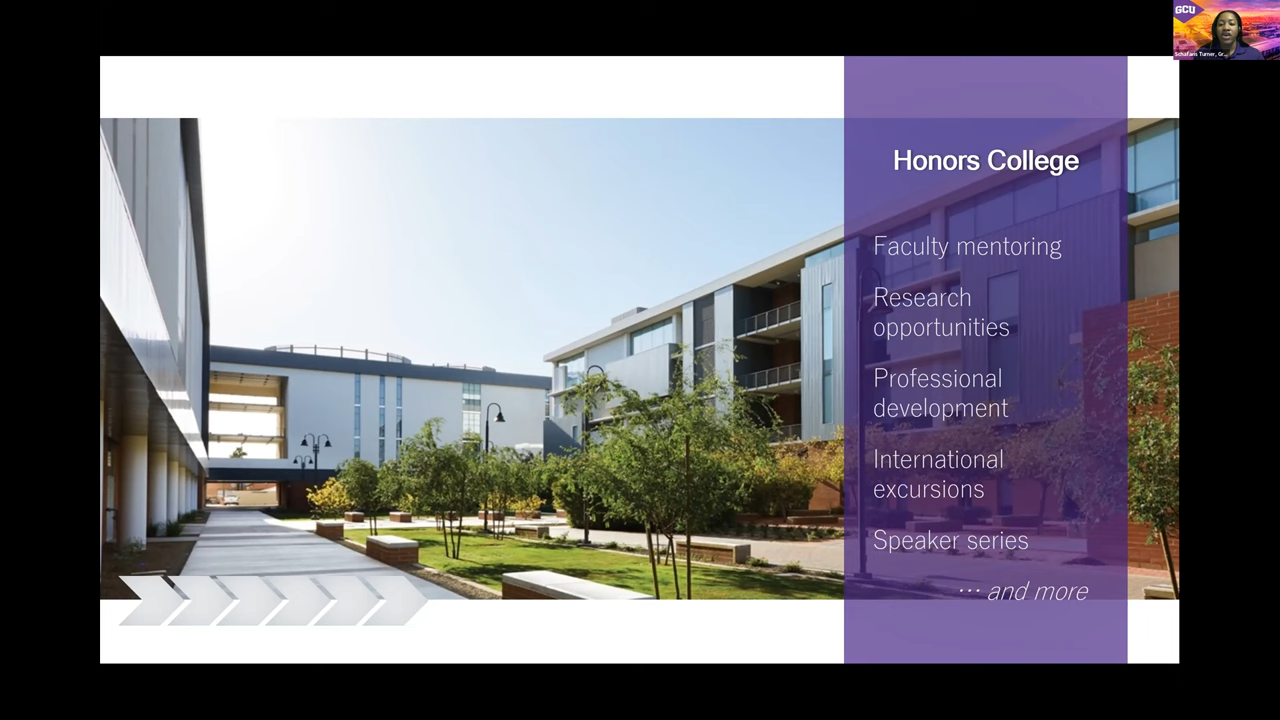 GCU
Honors College
Faculty mentoring
Research
opportunities
Professional
development
International
excursions
Speaker series
... and more